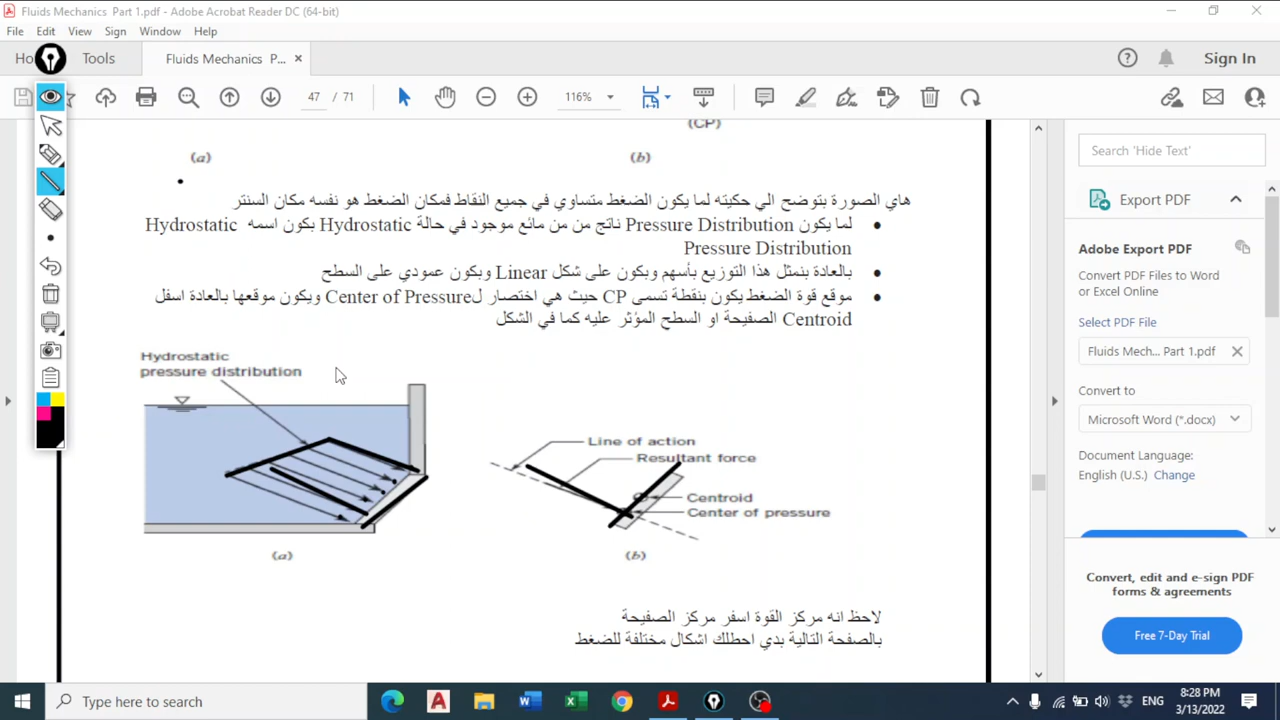 Fluids Mechanics Part 1.pdf - Adobe Acrobat Reader DC (64-bit)
File Edit View Sign Window Help
Ho Tools Fluids Mechanics P... × Sign In
47 / 71 116%
(CP)
(a) (b)
هاي الصورة بتوضح الي حكيته لما يكون الضغط متساوي في جميع النقاط فمكان الضغط هو نفسه مكان السنتر
لما يكون Pressure Distribution ناتج من من مائع موجود في حالة Hydrostatic بكون اسمه Hydrostatic
Pressure Distribution
بالعادة بنمثل هذا التوزيع بأسهم وبكون على شكل Linear وبكون عمودي على السطح
موقع قوة الضغط يكون بنقطة تسمى CP حيث هي اختصار لCenter of Pressure وبكون موقعها بالعادة اسفل
Centroid الصفيحة او السطح المؤثر عليه كما في الشكل
Hydrostatic
pressure distribution
Line of action
Resultant force
Centroid
Center of pressure
(a) (b)
لاحظ انه مركز القوة اسفر مركز الصفيحة
بالصفحة التالية بدي احطلك اشكال مختلفة للضغط
Search 'Hide Text'
Export PDF
Adobe Export PDF
Convert PDF Files to Word
or Excel Online
Select PDF File
Fluids Mech... Part 1.pdf
Convert to
Microsoft Word (*.docx)
Document Language:
English (U.S.) Change
Convert, edit and e-sign PDF
forms & agreements
Free 7-Day Trial
Type here to search
ENG
8:28 PM
3/13/2022